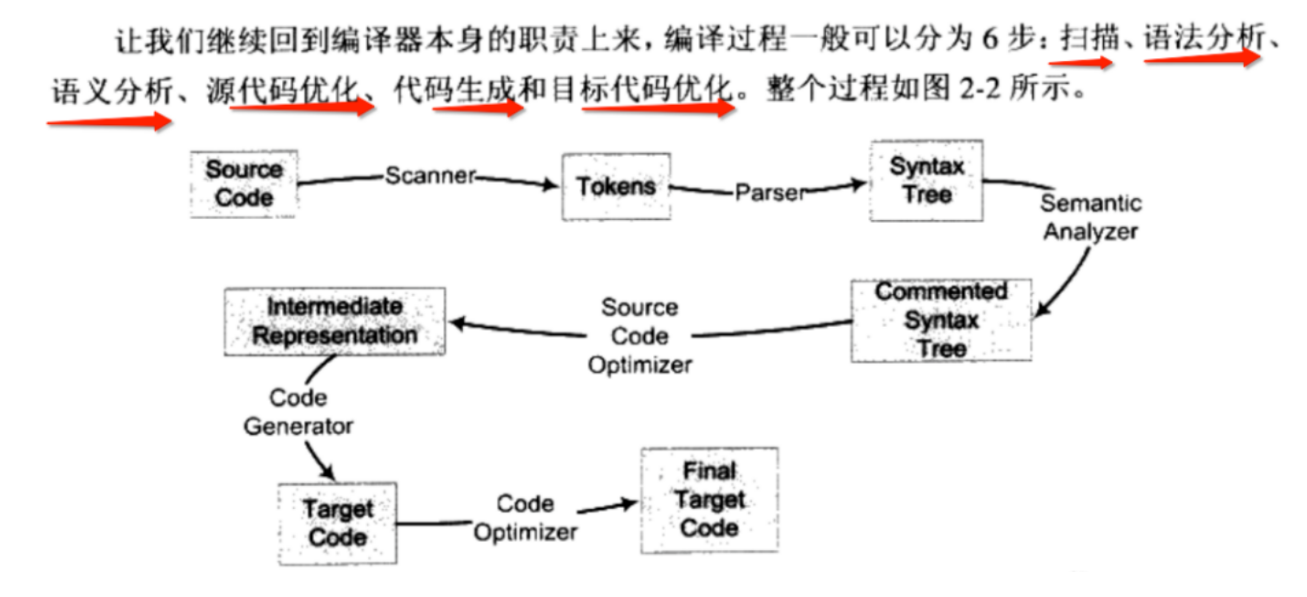 让我们继续回到编译器本身的职责上来，编译过程一般可以分为 6 步：扫描、语法分析、
语义分析、源代码优化、代码生成和目标代码优化。整个过程如图 2-2 所示。
Source
Code
Scanner
Tokens
Parser
Syntax
Tree
Semantic
Analyzer
Commented
Syntax
Tree
Source
Code
Optimizer
Intermediate
Representation
Code
Generator
Target
Code
Code
Optimizer
Final
Target
Code